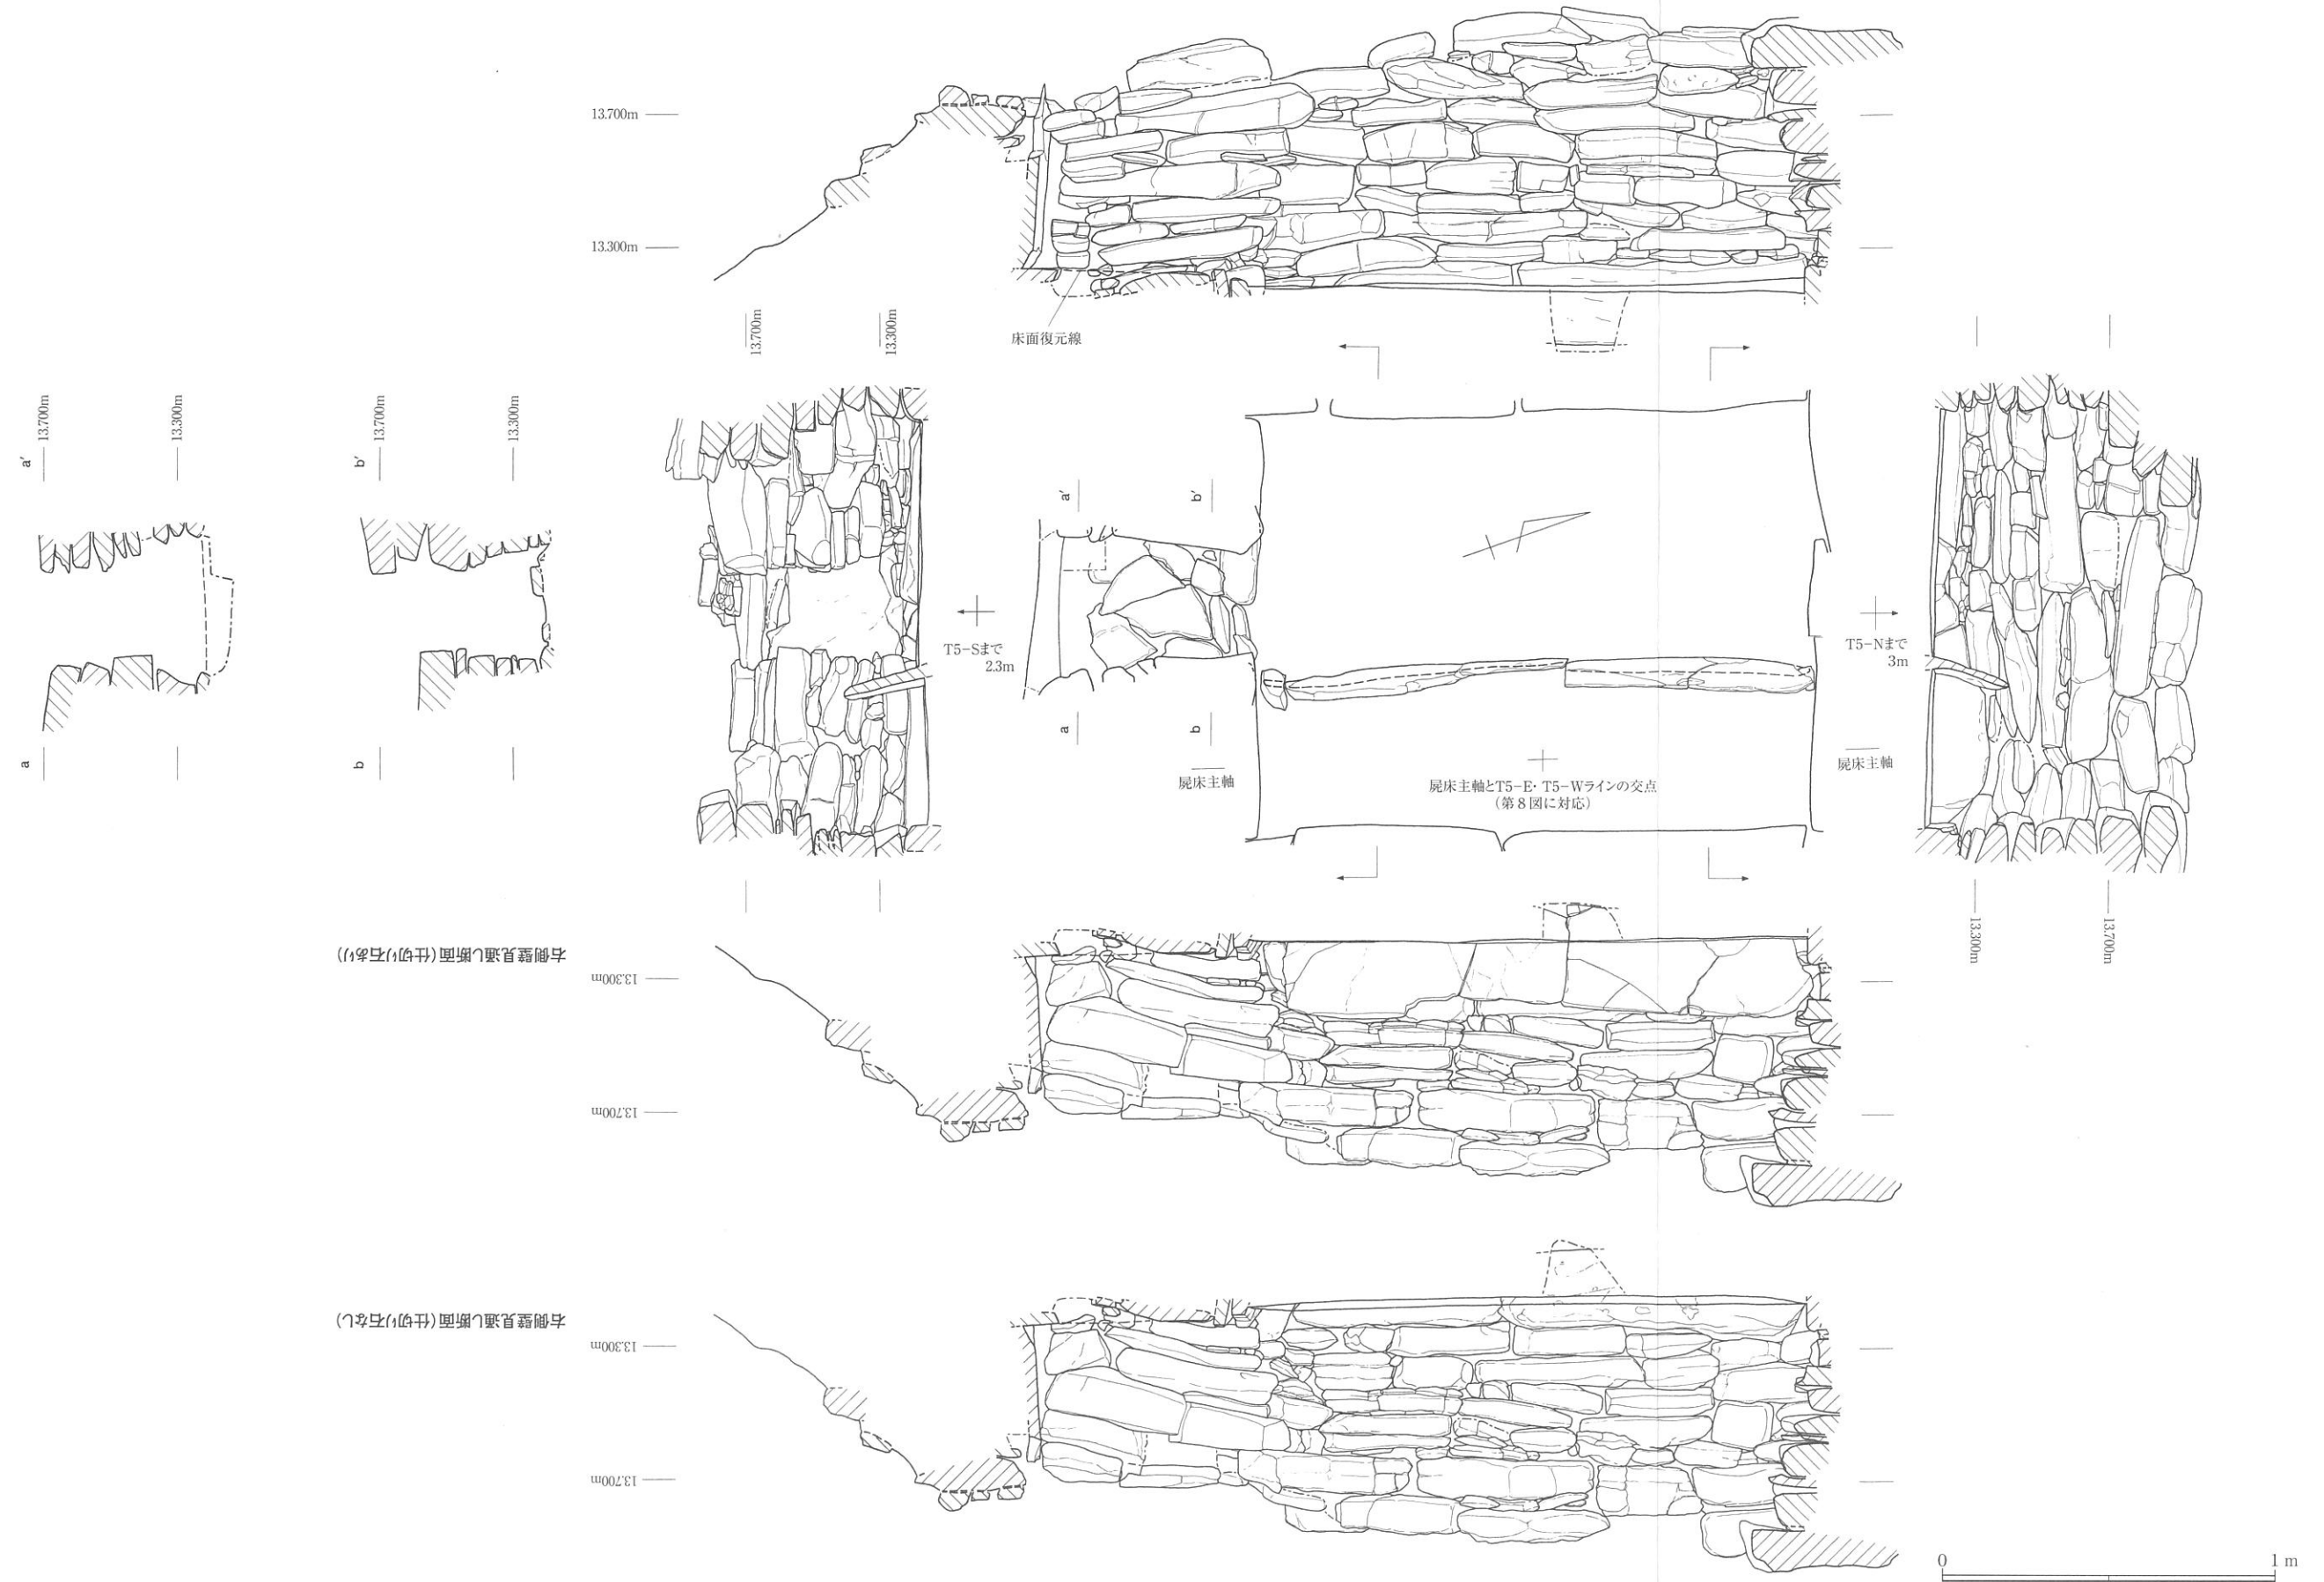 13.700m
13.300m
床面復元線
13.700m
13.300m
13.700m
13.300m
a′
13.700m
13.300m
b′
a′
b′
T5-Sまで
2.3m
T5-Nまで
3m
a
b
a
b
屍床主軸
屍床主軸
屍床主軸とT5-E・T5-Wラインの交点
(第8図に対応)
右側壁見通し断面(仕切り石あり)
13.300m
13.700m
13.300m
13.700m
右側壁見通し断面(仕切り石なし)
13.300m
13.700m
0
1 m